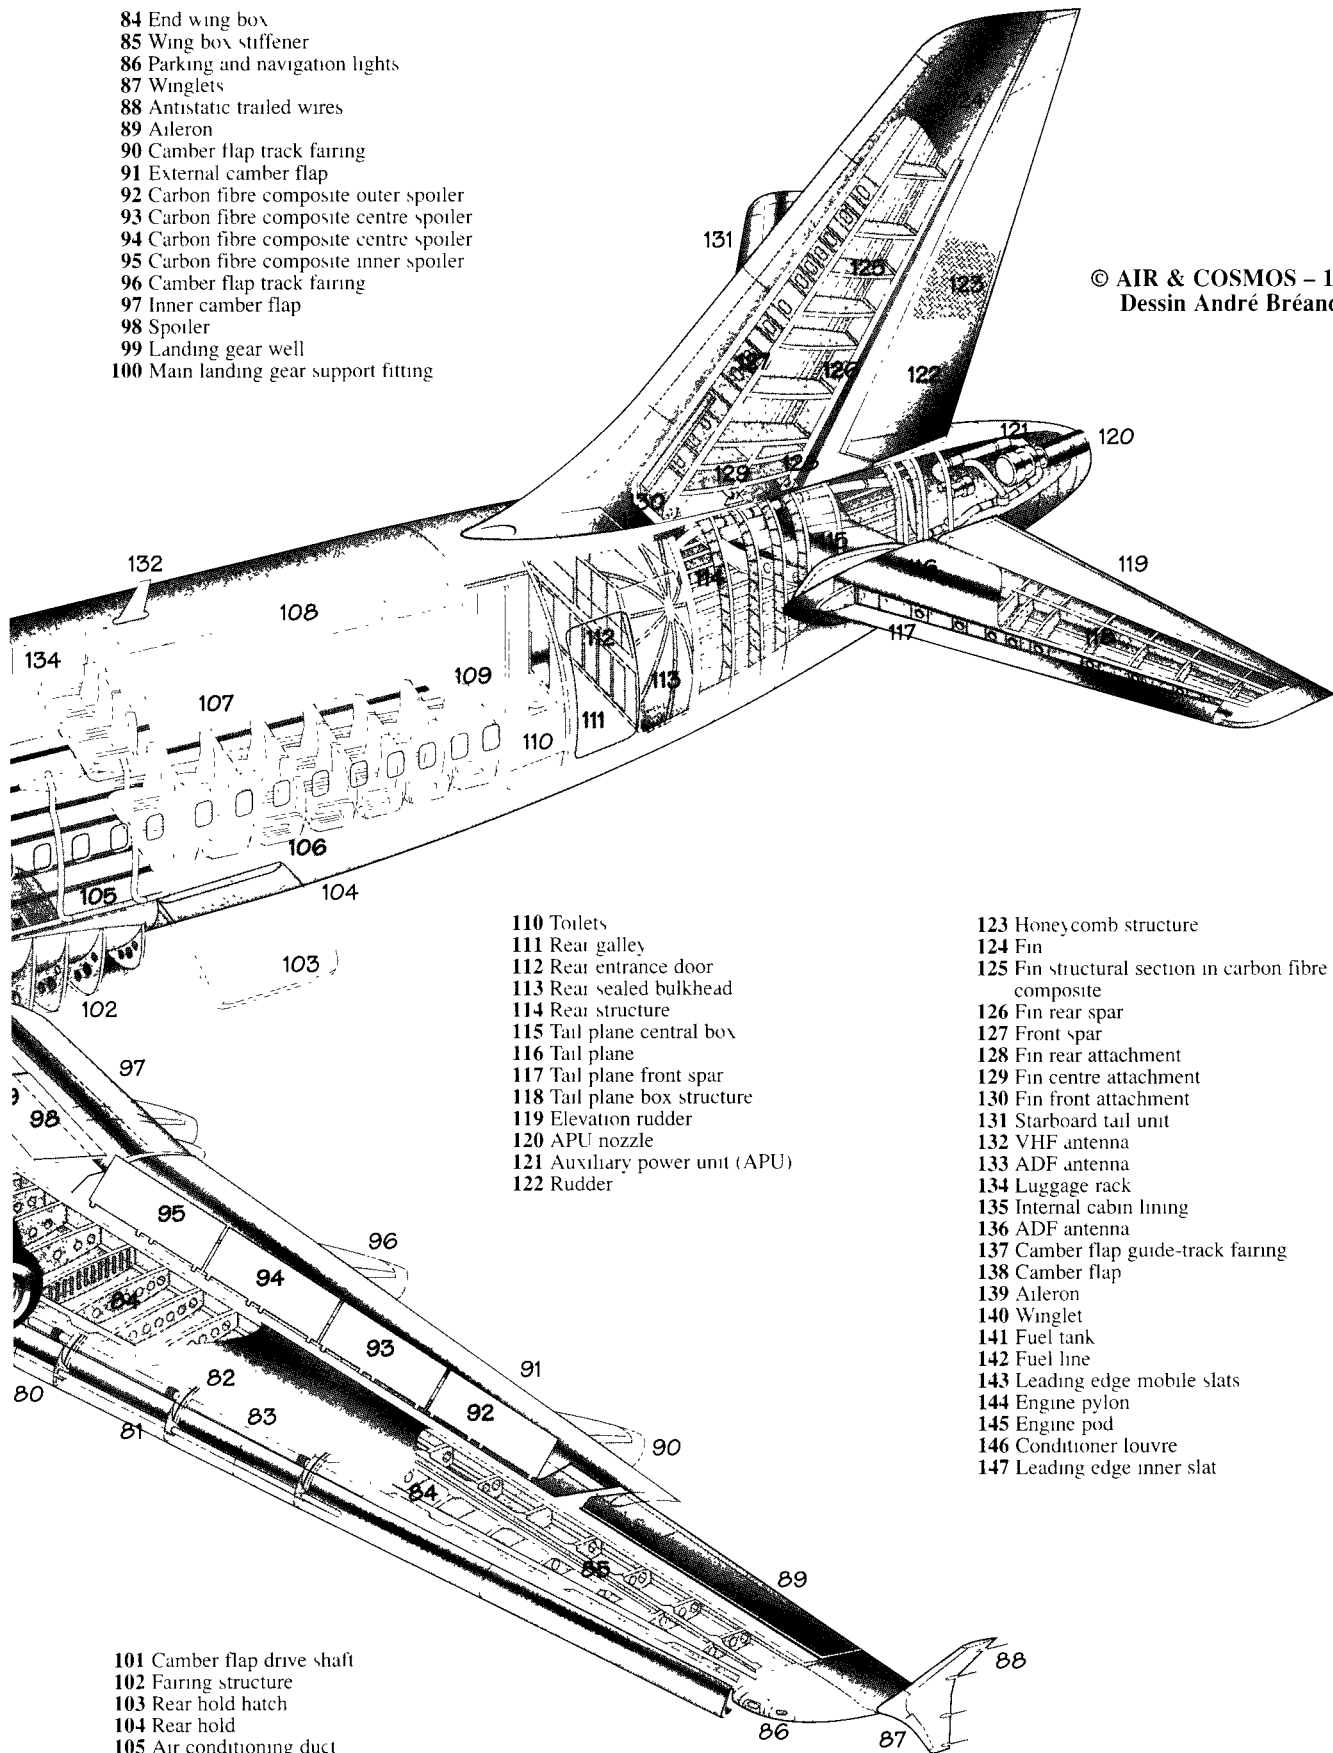 84 End wing box
85 Wing box stiffener
86 Parking and navigation lights
87 Winglets
88 Antistatic trailed wires
89 Aileron
90 Camber flap track fairing
91 External camber flap
92 Carbon fibre composite outer spoiler
93 Carbon fibre composite centre spoiler
94 Carbon fibre composite centre spoiler
95 Carbon fibre composite inner spoiler
96 Camber flap track fairing
97 Inner camber flap
98 Spoiler
99 Landing gear well
100 Main landing gear support fitting
© AIR & COSMOS – 1
Dessin André Bréand
124
131
125
123
127
126
122
121
120
129
128
130
115
114
116
119
132
108
118
117
134
112
109
113
107
111
110
106
105
104
103
102
110 Toilets
111 Rear galley
112 Rear entrance door
113 Rear sealed bulkhead
114 Rear structure
115 Tail plane central box
116 Tail plane
117 Tail plane front spar
118 Tail plane box structure
119 Elevation rudder
120 APU nozzle
121 Auxiliary power unit (APU)
122 Rudder
123 Honeycomb structure
124 Fin
125 Fin structural section in carbon fibre
composite
126 Fin rear spar
127 Front spar
128 Fin rear attachment
129 Fin centre attachment
130 Fin front attachment
131 Starboard tail unit
132 VHF antenna
133 ADF antenna
134 Luggage rack
135 Internal cabin lining
136 ADF antenna
137 Camber flap guide-track fairing
138 Camber flap
139 Aileron
140 Winglet
141 Fuel tank
142 Fuel line
143 Leading edge mobile slats
144 Engine pylon
145 Engine pod
146 Conditioner louvre
147 Leading edge inner slat
97
9
98
95
96
94
84
93
91
82
80
83
92
81
90
84
85
89
88
86
87
101 Camber flap drive shaft
102 Fairing structure
103 Rear hold hatch
104 Rear hold
105 Air conditioning duct